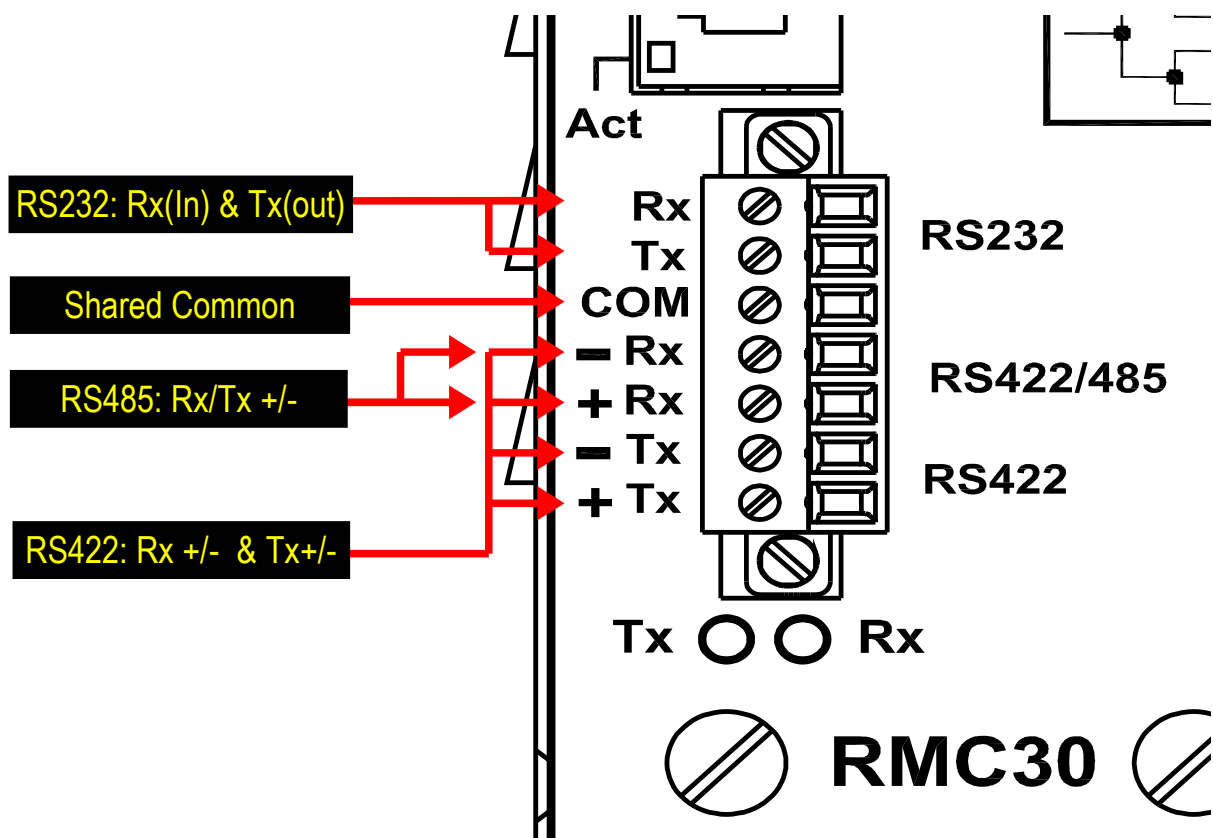 Act
RS232: Rx(In) & Tx(out)
Rx
Tx
RS232
Shared Common
COM
RS485: Rx/Tx +/-
– Rx
+ Rx
RS422/485
– Tx
+ Tx
RS422
RS422: Rx +/- & Tx+/-
Tx Rx
RMC30